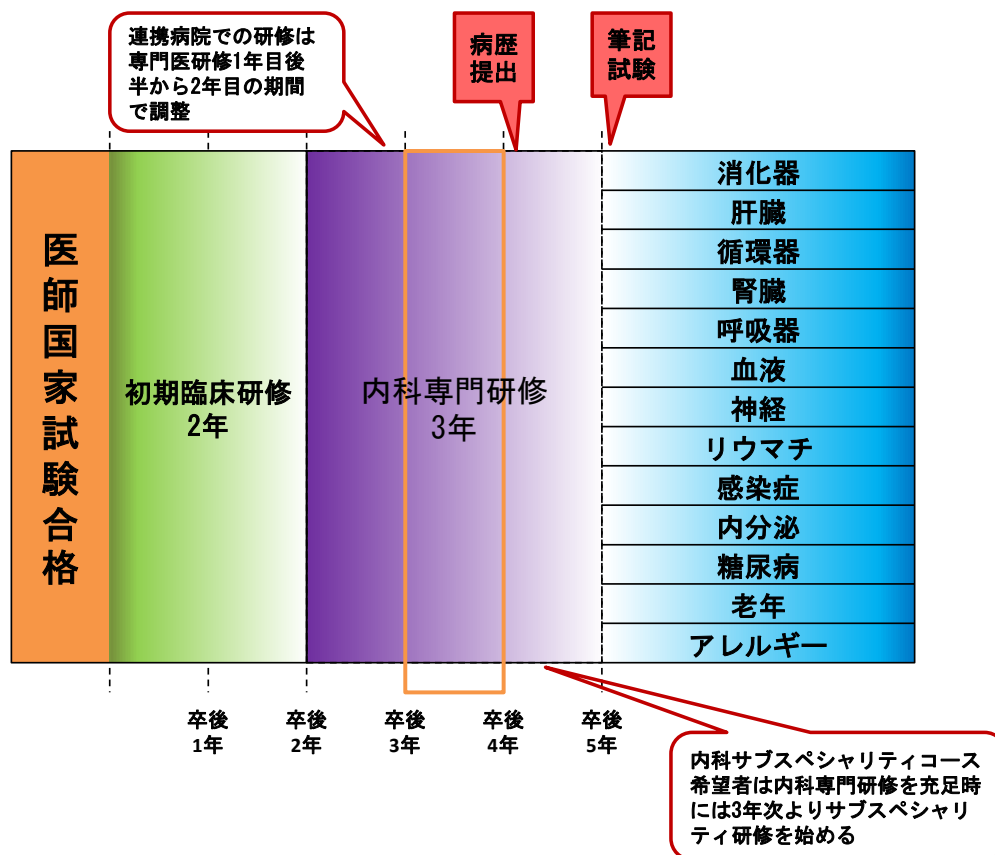 連携病院での研修は
専門医研修1年目後
半から2年目の期間
で調整
病歴
提出
筆記
試験
医師国家試験合格
初期臨床研修
2年
内科専門研修
3年
消化器
肝臓
循環器
腎臓
呼吸器
血液
神経
リウマチ
感染症
内分泌
糖尿病
老年
アレルギー
卒後
1年
卒後
2年
卒後
3年
卒後
4年
卒後
5年
内科サブスペシャリティコース
希望者は内科専門研修を充足時
には3年次よりサブスペシャリ
ティ研修を始める